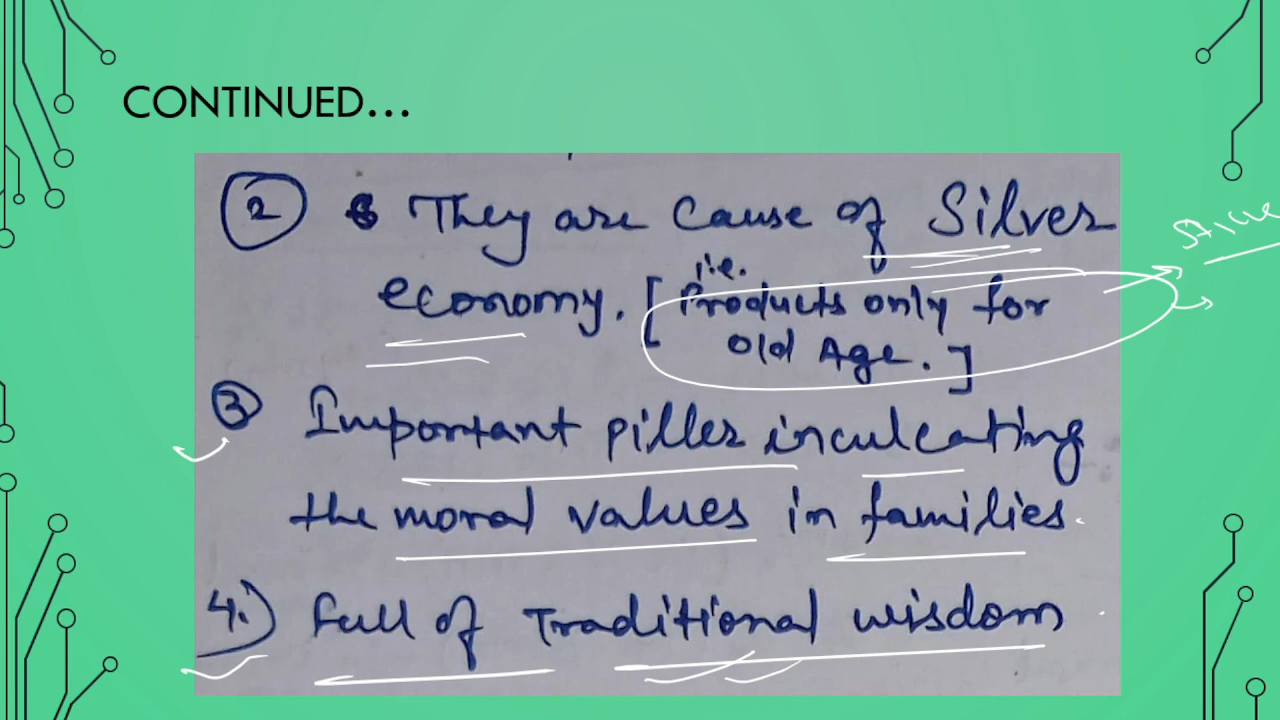 CONTINUED...
② They are Cause of Silver
economy. [i.e. Products only for
Old Age.]
③ Important piller inculcating
the moral values in families.
4.) Full of Traditional wisdom